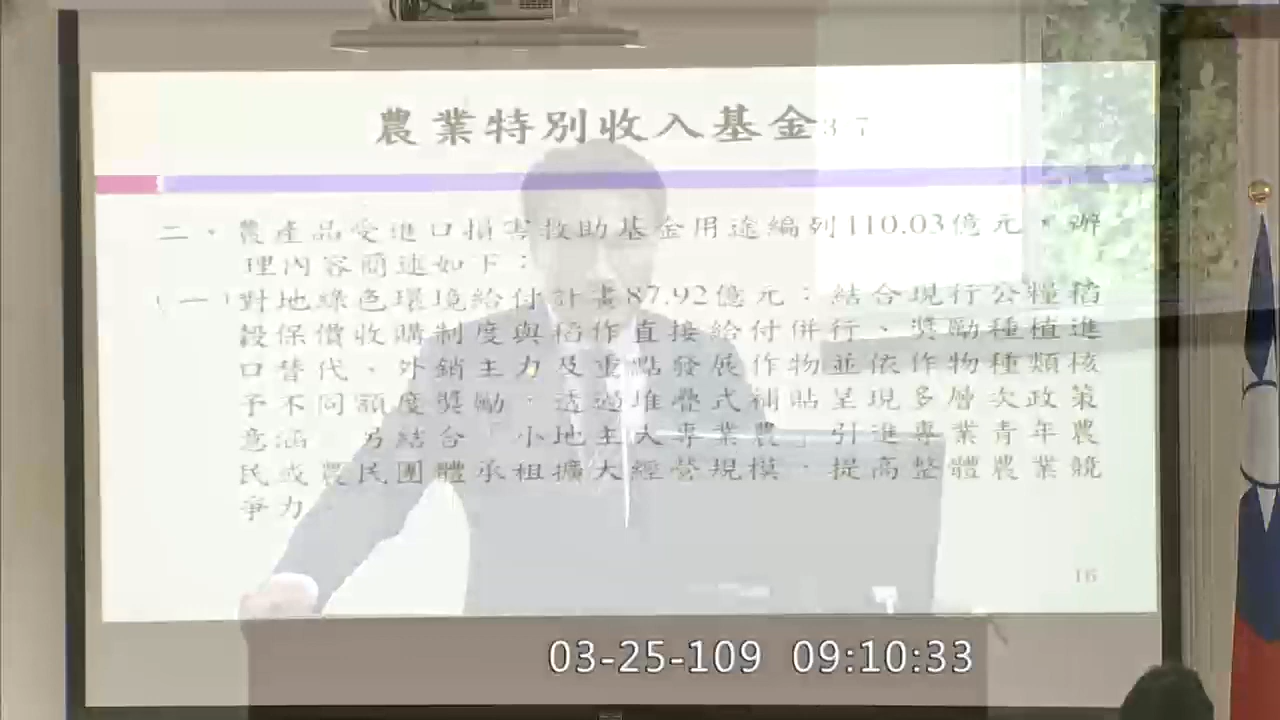 農業特別收入基金3/7
二、農產品受進口損害救助基金用途編列110.03億元,辦
理內容簡述如下:
(一)對地綠色環境給付計畫87.92億元:結合現行公糧稻
穀保價收購制度與稻作直接給付併行、獎勵種植進
口替代、外銷主力及重點發展作物並依作物種類核
予不同額度獎勵,透過堆疊式補貼呈現多層次政策
意涵,另結合「小地主大專業農」引進專業青年農
民或農民團體承租擴大經營規模,提高整體農業競
爭力。
16
03-25-109 09:10:33